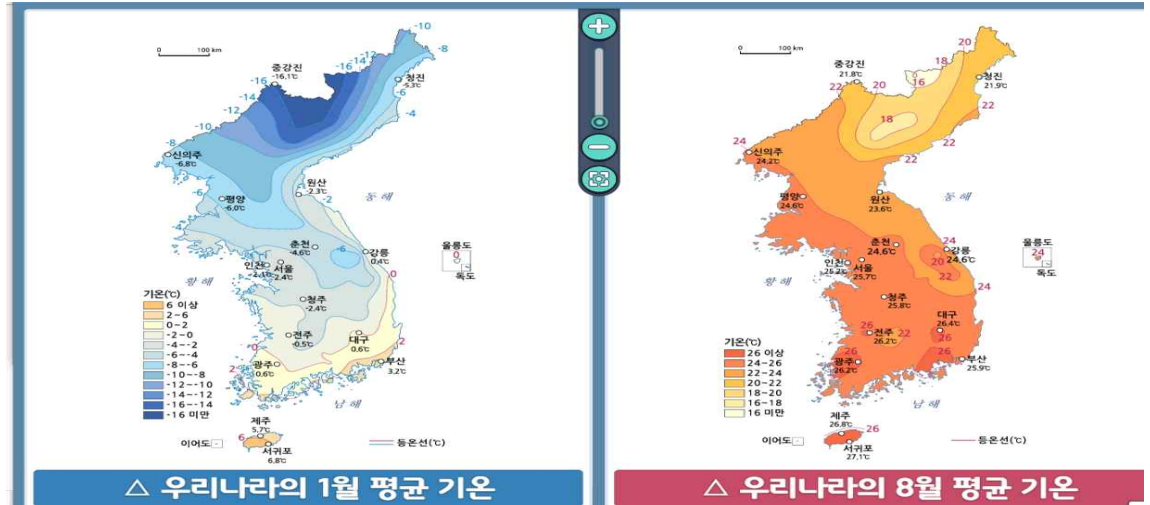 0 100 km
-10
-8
-12
-14
-16
중강진
-16.1℃
-16
-14
-12
-10
-8
청진
-5.3℃
-6
-4
신의주
-6.8℃
-6
평양
-6.0℃
원산
-2.3℃
-2
동 해
-4
춘천
-4.6℃
-6
강릉
0.4℃
울릉도
0
독도
인천
-2.1℃
서울
-2.4℃
황 해
0
청주
-2.4℃
전주
-0.5℃
대구
0.6℃
0
2
광주
0.6℃
2
부산
3.2℃
남 해
기온(℃)
6 이상
2~6
0~2
-2~0
-4~-2
-6~-4
-8~-6
-10~-8
-12~-10
-14~-12
-16~-14
-16 미만
제주
5.7℃
6
이어도
서귀포
6.8℃
등온선(℃)
△ 우리나라의 1월 평균 기온
0 100 km
20
18
16
중강진
21.8℃
22
20
청진
21.9℃
22
18
22
22
24
신의주
24.2℃
평양
24.6℃
원산
23.6℃
동 해
춘천
24.6℃
24
강릉
24.6℃
20
22
울릉도
24
독도
인천
25.2℃
서울
25.7℃
황 해
24
청주
25.8℃
26
전주
26.2℃
22
대구
26.4℃
26
26
26
광주
26.2℃
부산
25.9℃
남 해
기온(℃)
26 이상
24~26
22~24
20~22
18~20
16~18
16 미만
제주
26.8℃
26
이어도
서귀포
27.1℃
등온선(℃)
△ 우리나라의 8월 평균 기온